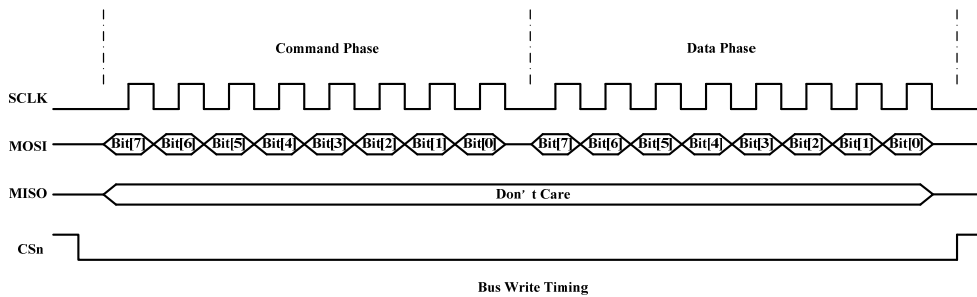 Command Phase Data Phase
SCLK
MOSI Bit[7] Bit[6] Bit[5] Bit[4] Bit[3] Bit[2] Bit[1] Bit[0] Bit[7] Bit[6] Bit[5] Bit[4] Bit[3] Bit[2] Bit[1] Bit[0]
MISO Don't Care
CSn
Bus Write Timing